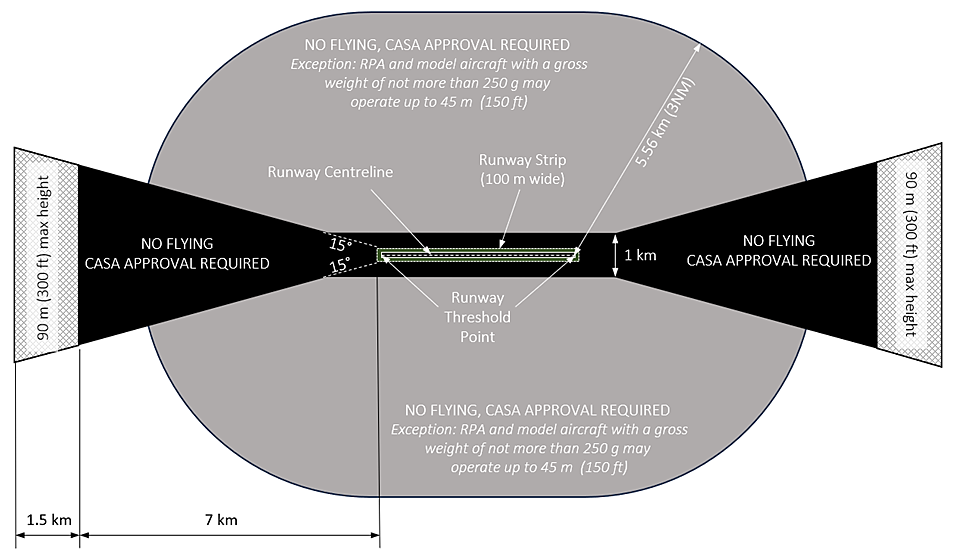 NO FLYING, CASA APPROVAL REQUIRED
Exception: RPA and model aircraft with a gross
weight of not more than 250 g may
operate up to 45 m (150 ft)
5.56 km (3NM)
Runway Centreline
Runway Strip
(100 m wide)
90 m (300 ft) max height
NO FLYING
CASA APPROVAL REQUIRED
15°
15°
1 km
NO FLYING
CASA APPROVAL REQUIRED
90 m (300 ft) max height
Runway
Threshold
Point
NO FLYING, CASA APPROVAL REQUIRED
Exception: RPA and model aircraft with a gross
weight of not more than 250 g may
operate up to 45 m (150 ft)
1.5 km
7 km